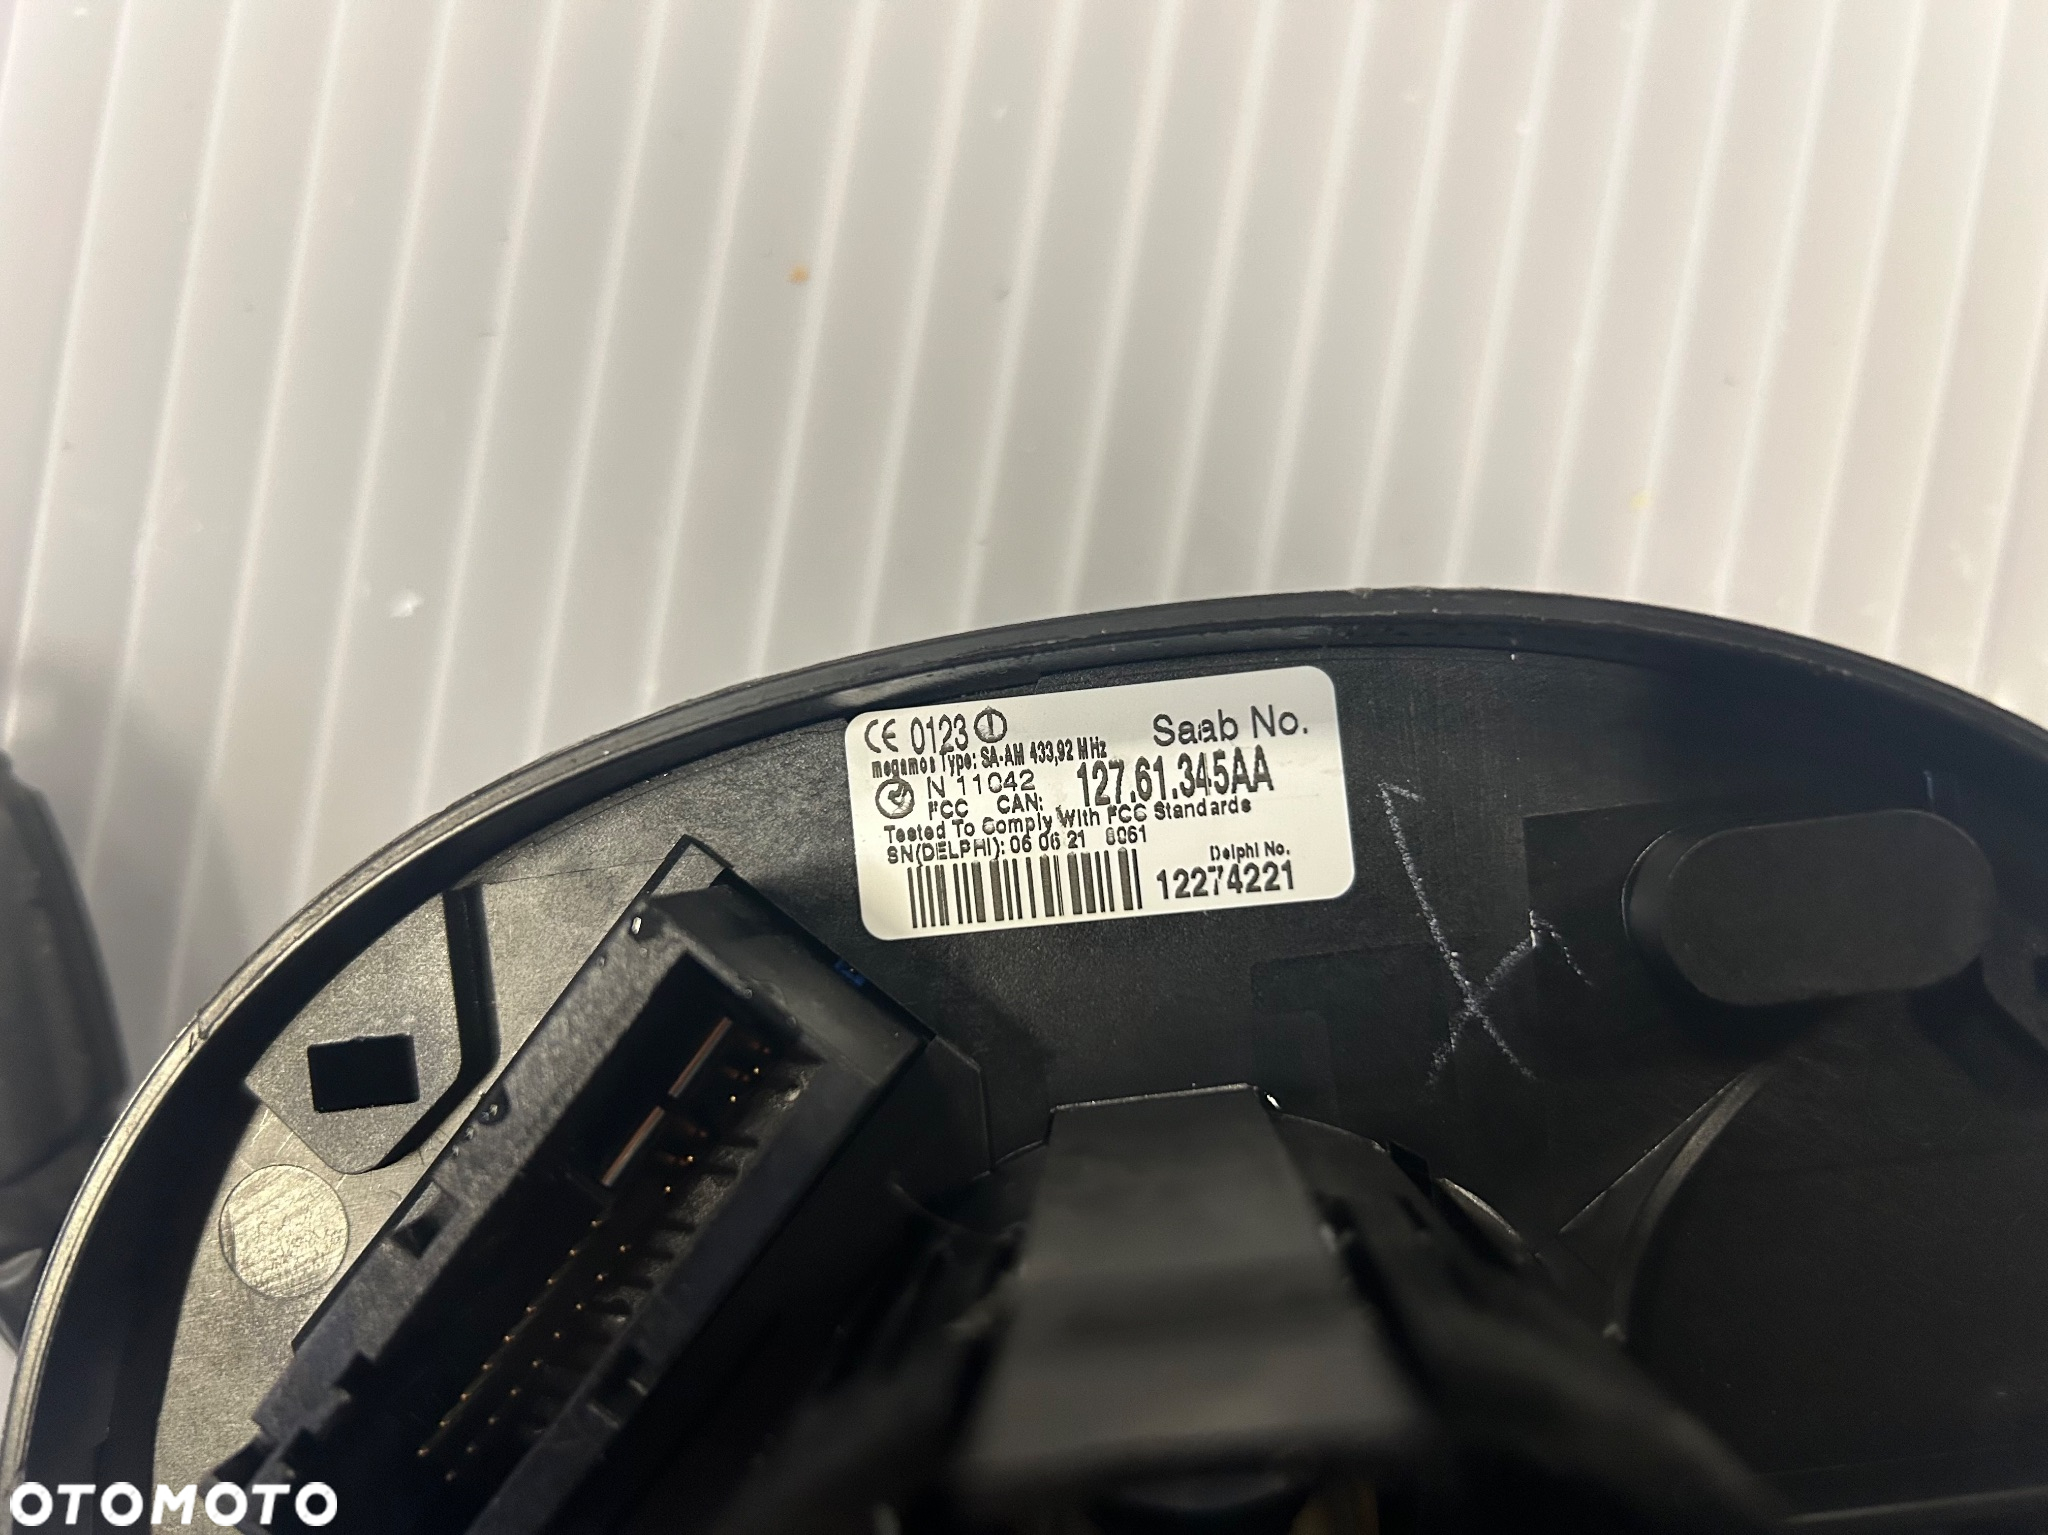 CE 0123 Saab No.
megamos Type: SA-AM 433,92 MHz
N 11042 127.61.345AA
FCC CAN:
Tested To Comply With FCC Standards
SN(DELPHI): 06 06 21 Delphi No.
12274221
OTOMOTO